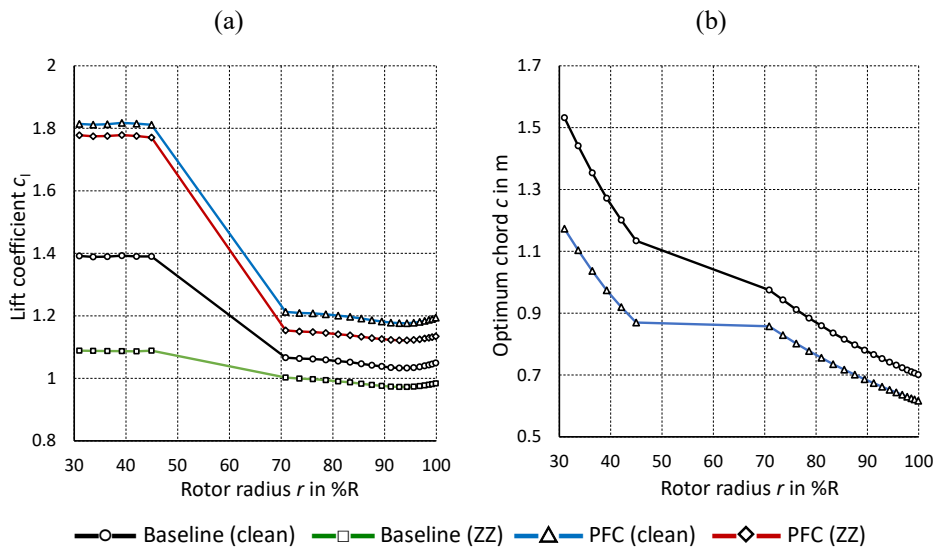 (a)
(b)
Lift coefficient cl
2
1.8
1.6
1.4
1.2
1
0.8
30 40 50 60 70 80 90 100
Rotor radius r in %R
Optimum chord c in m
1.7
1.5
1.3
1.1
0.9
0.7
0.5
30 40 50 60 70 80 90 100
Rotor radius r in %R
Baseline (clean) Baseline (ZZ) PFC (clean) PFC (ZZ)